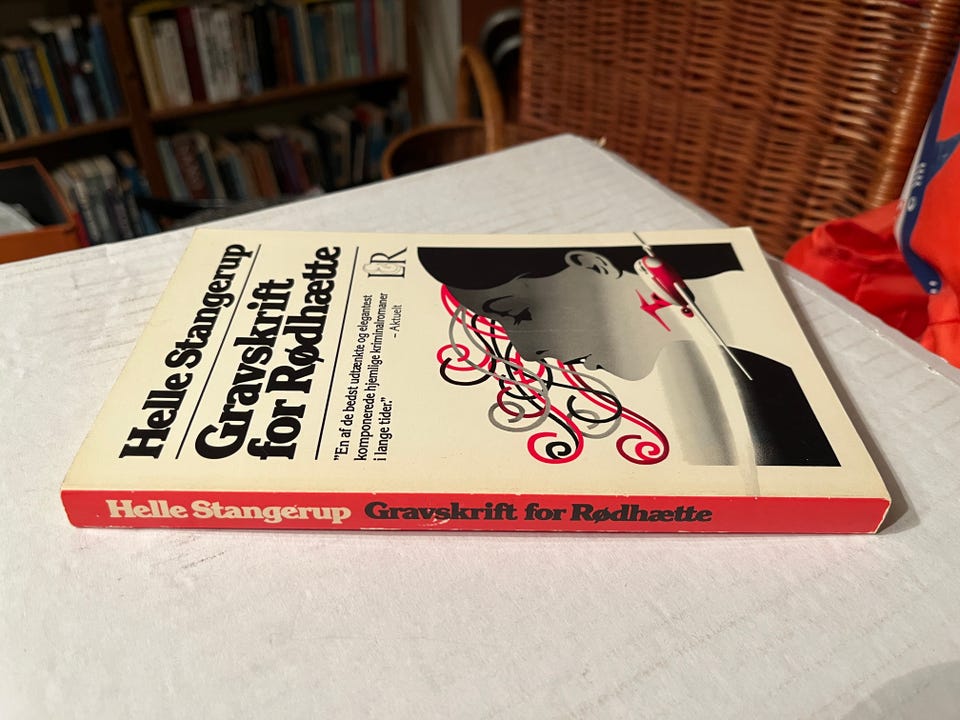 Helle Stangerup
Gravskrift
for Rødhætte
"En af de bedst udtænkte og elegantest
komponerede hjemlige kriminalromaner
i lange tider."
– Aktuelt
LR
Helle Stangerup Gravskrift for Rødhætte